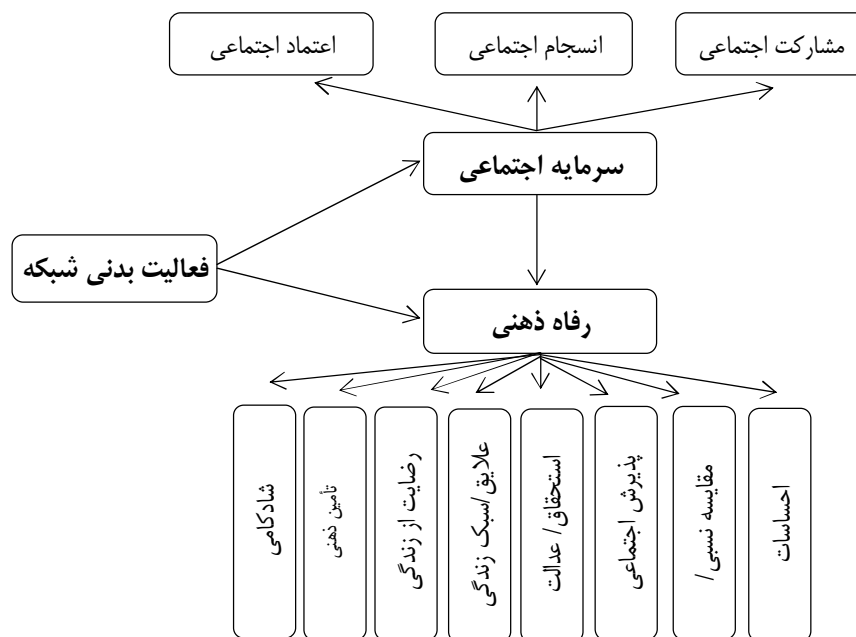 مشارکت اجتماعی
انسجام اجتماعی
اعتماد اجتماعی
سرمایه اجتماعی
فعالیت بدنی شبکه
رفاه ذهنی
احساسات
مقایسه نسبی/
پذیرش اجتماعی
استحقاق/ عدالت
علایق/سبک زندگی
رضایت از زندگی
تأمین ذهنی
شادکامی